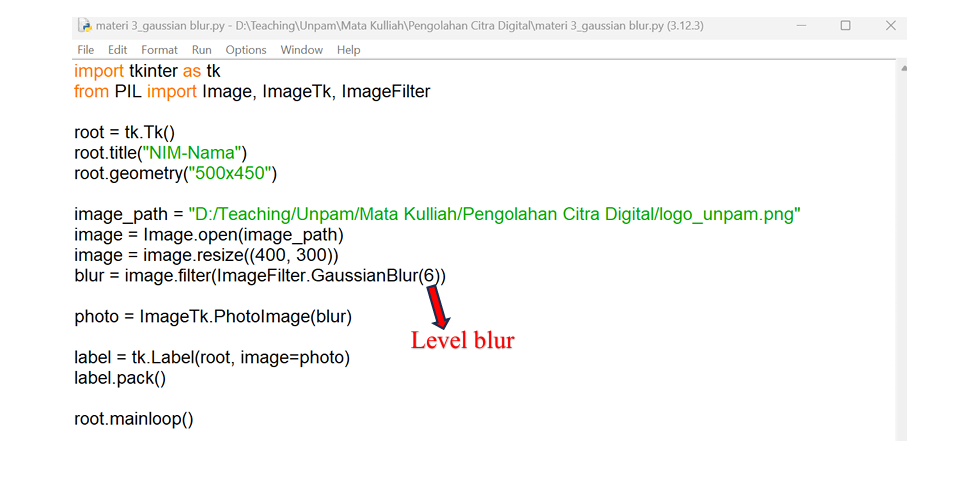 materi 3_gaussian blur.py - D:\Teaching\Unpam\Mata Kulliah\Pengolahan Citra Digital\materi 3_gaussian blur.py (3.12.3)
File Edit Format Run Options Window Help
import tkinter as tk
from PIL import Image, ImageTk, ImageFilter
root = tk.Tk()
root.title("NIM-Nama")
root.geometry("500x450")
image_path = "D:/Teaching/Unpam/Mata Kulliah/Pengolahan Citra Digital/logo_unpam.png"
image = Image.open(image_path)
image = image.resize((400, 300))
blur = image.filter(ImageFilter.GaussianBlur(6))
photo = ImageTk.PhotoImage(blur)
Level blur
label = tk.Label(root, image=photo)
label.pack()
root.mainloop()